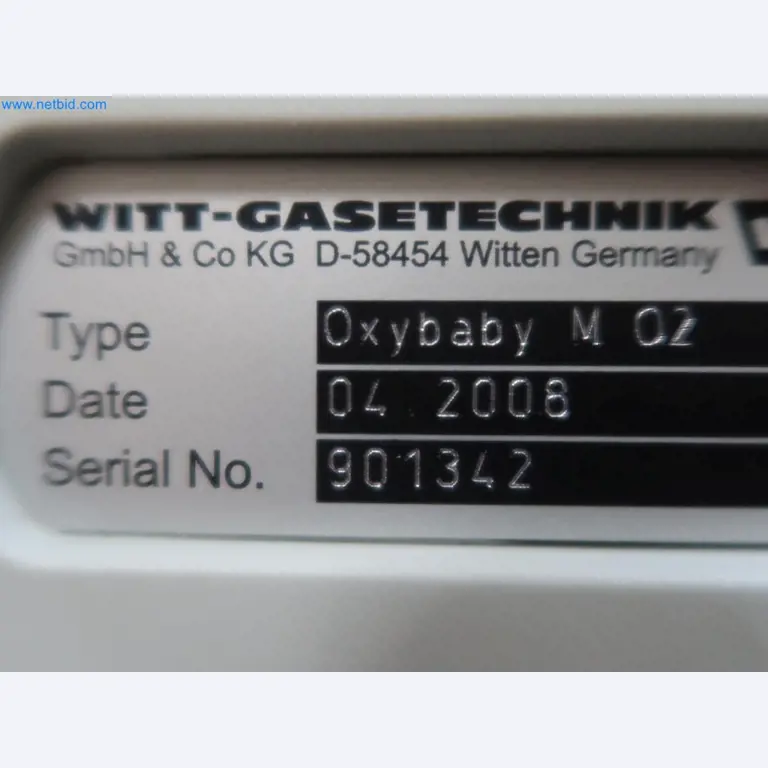 www.netbid.com
WITT-GASETECHNIK
GmbH & Co KG D-58454 Witten Germany
Type Oxybaby M O2
Date 04.2008
Serial No. 901342